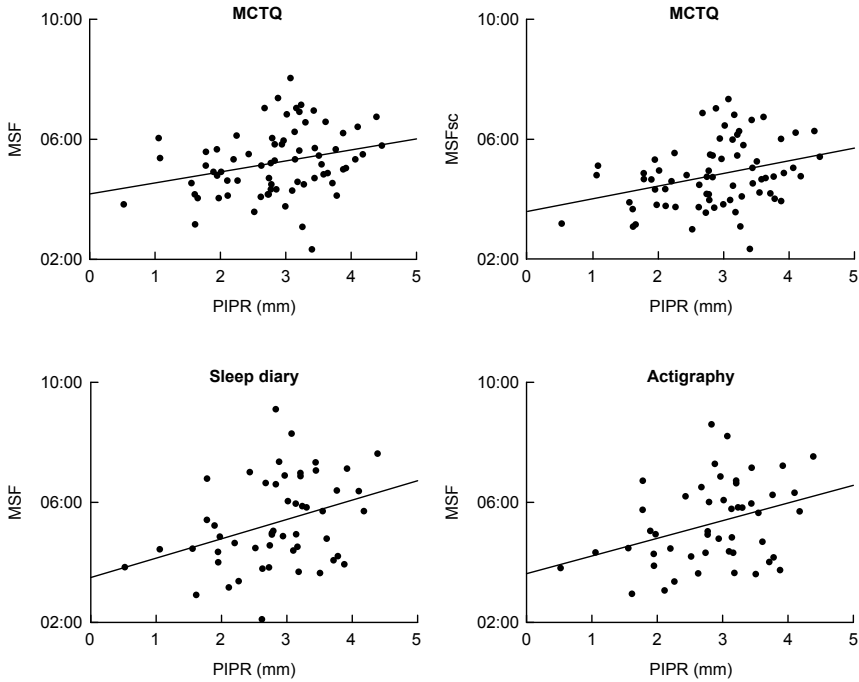 MCTQ
10:00
06:00
02:00
MSF
0 1 2 3 4 5
PIPR (mm)
MCTQ
10:00
06:00
02:00
MSFsc
0 1 2 3 4 5
PIPR (mm)
Sleep diary
10:00
06:00
02:00
MSF
0 1 2 3 4 5
PIPR (mm)
Actigraphy
10:00
06:00
02:00
MSF
0 1 2 3 4 5
PIPR (mm)